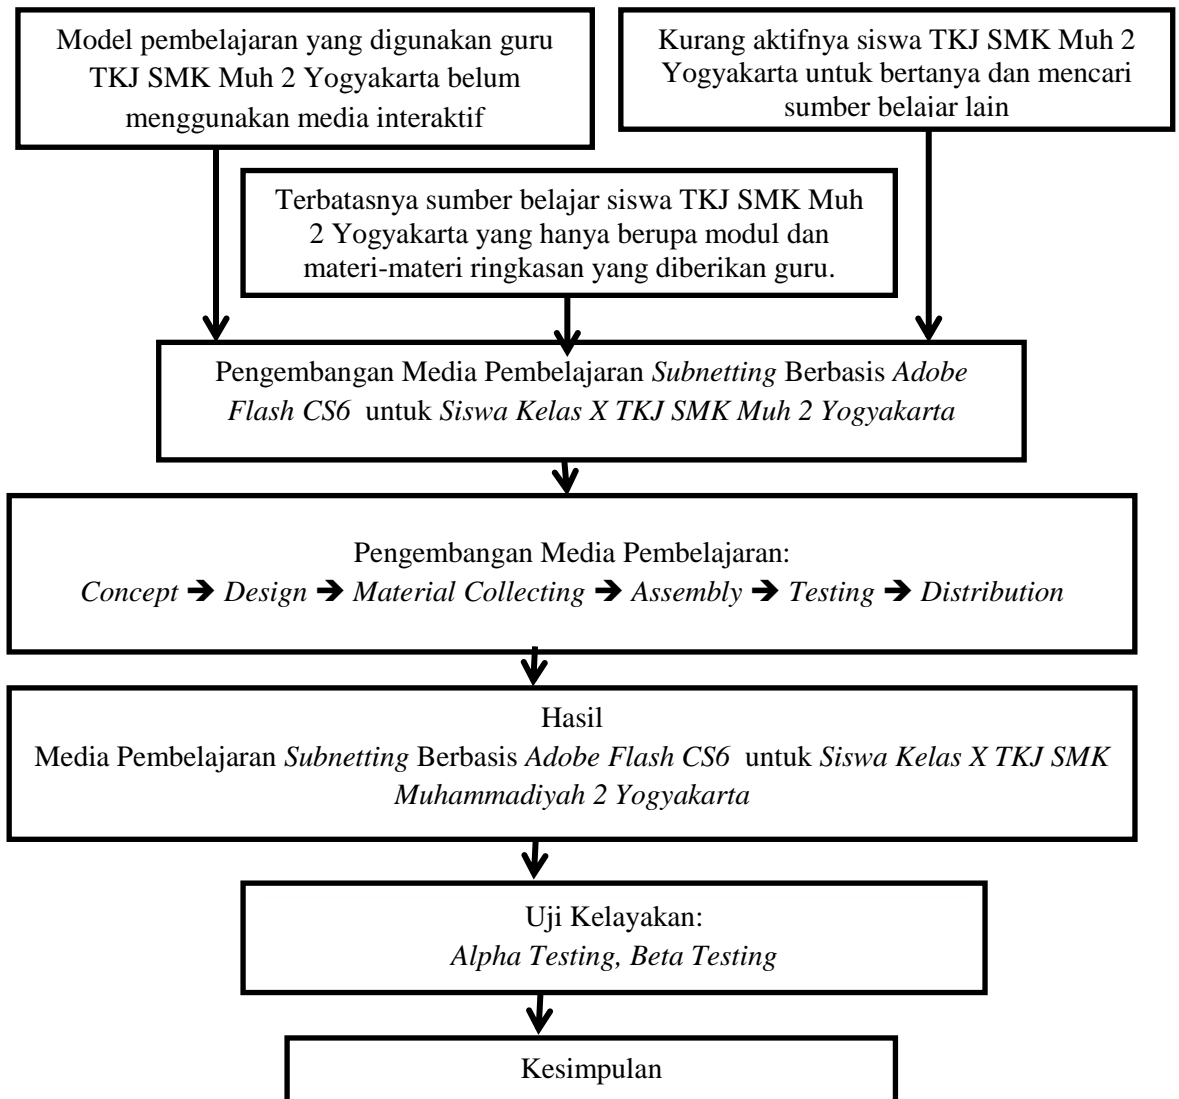 Model pembelajaran yang digunakan guru
TKJ SMK Muh 2 Yogyakarta belum
menggunakan media interaktif
Kurang aktifnya siswa TKJ SMK Muh 2
Yogyakarta untuk bertanya dan mencari
sumber belajar lain
Terbatasnya sumber belajar siswa TKJ SMK Muh
2 Yogyakarta yang hanya berupa modul dan
materi-materi ringkasan yang diberikan guru.
Pengembangan Media Pembelajaran Subnetting Berbasis Adobe
Flash CS6 untuk Siswa Kelas X TKJ SMK Muh 2 Yogyakarta
Pengembangan Media Pembelajaran:
Concept ➔ Design ➔ Material Collecting ➔ Assembly ➔ Testing ➔ Distribution
Hasil
Media Pembelajaran Subnetting Berbasis Adobe Flash CS6 untuk Siswa Kelas X TKJ SMK
Muhammadiyah 2 Yogyakarta
Uji Kelayakan:
Alpha Testing, Beta Testing
Kesimpulan